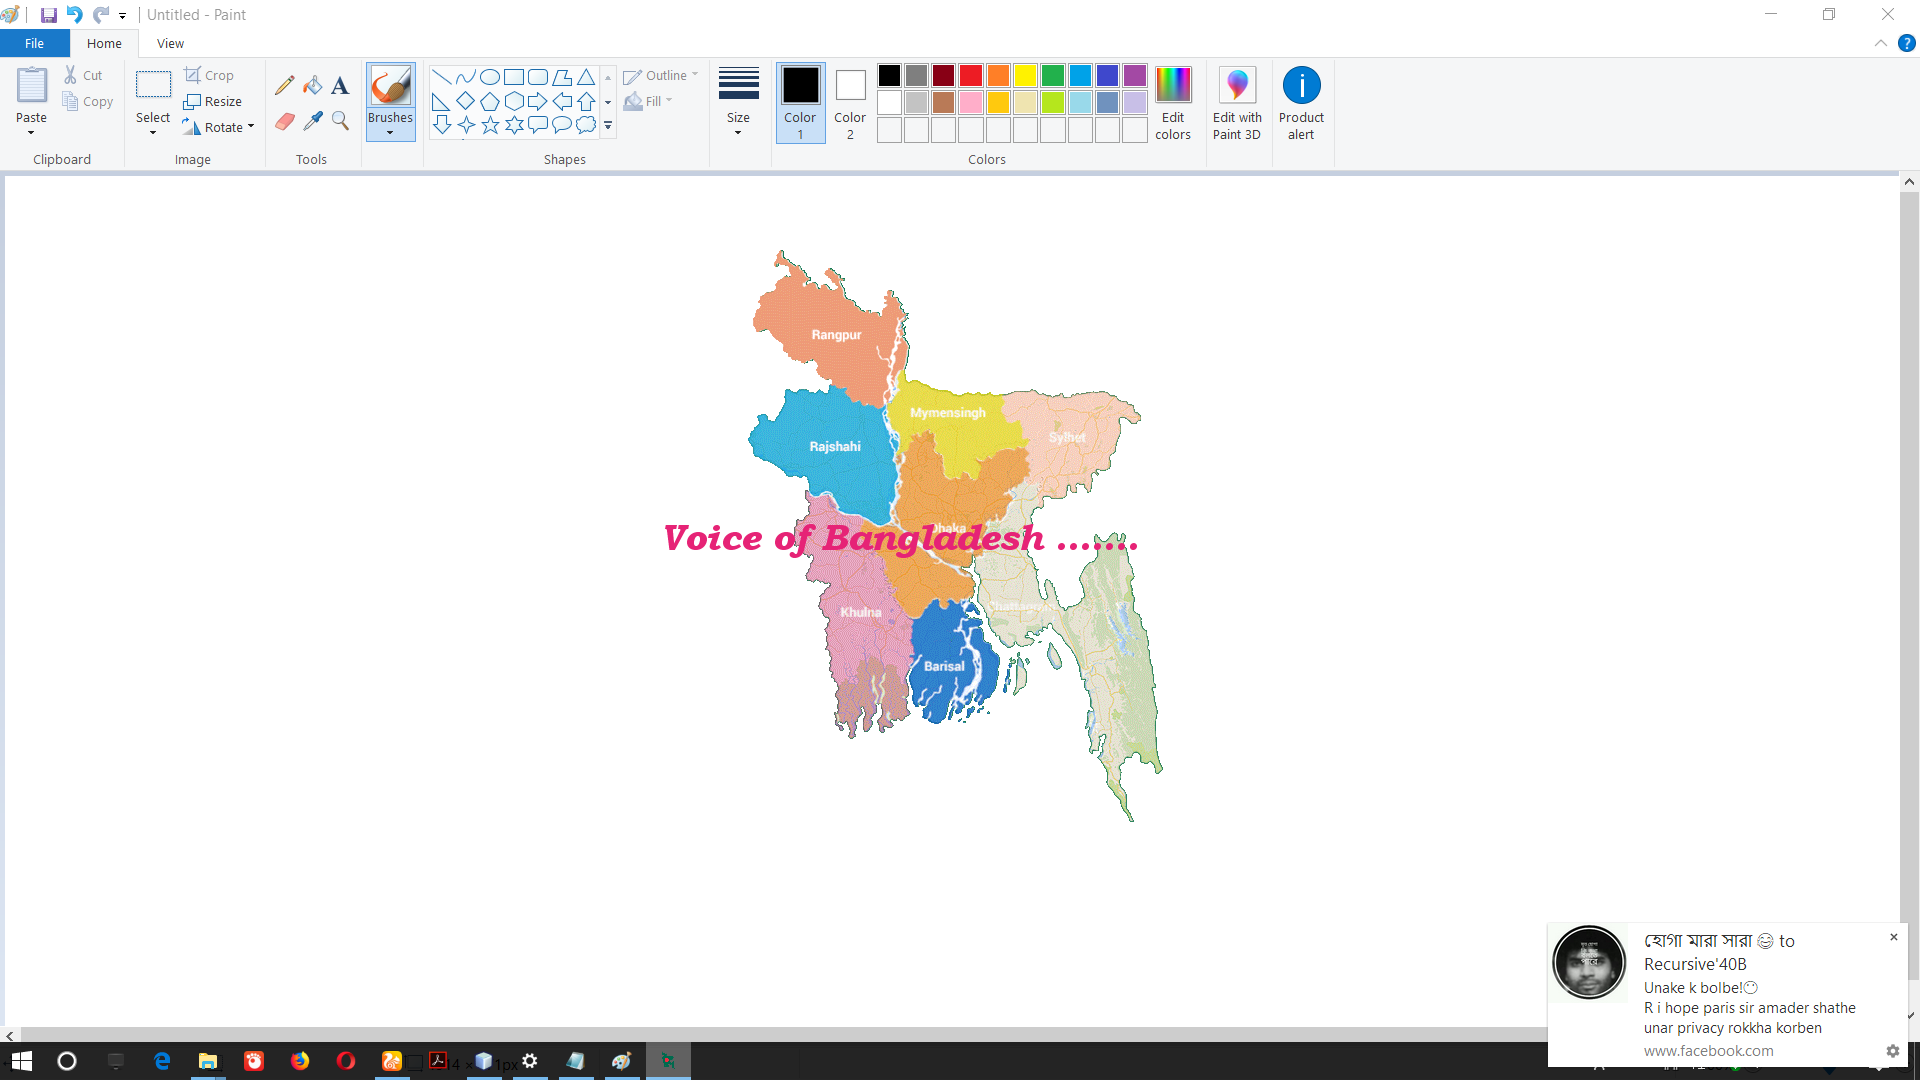 Untitled - Paint
File Home View
Paste
Cut
Copy
Clipboard
Select
Crop
Resize
Rotate
Image
Tools
Brushes
Shapes
Outline
Fill
Size
Color 1
Color 2
Colors
Edit colors
Edit with Paint 3D
Product alert
Rangpur
Mymensingh
Sylhet
Rajshahi
Dhaka
Voice of Bangladesh .......
Khulna
Chattagram
Barisal
হোগা মারা সারা 😄 to
Recursive'40B
Unake k bolbe!😶
R i hope paris sir amader shathe
unar privacy rokkha korben
www.facebook.com